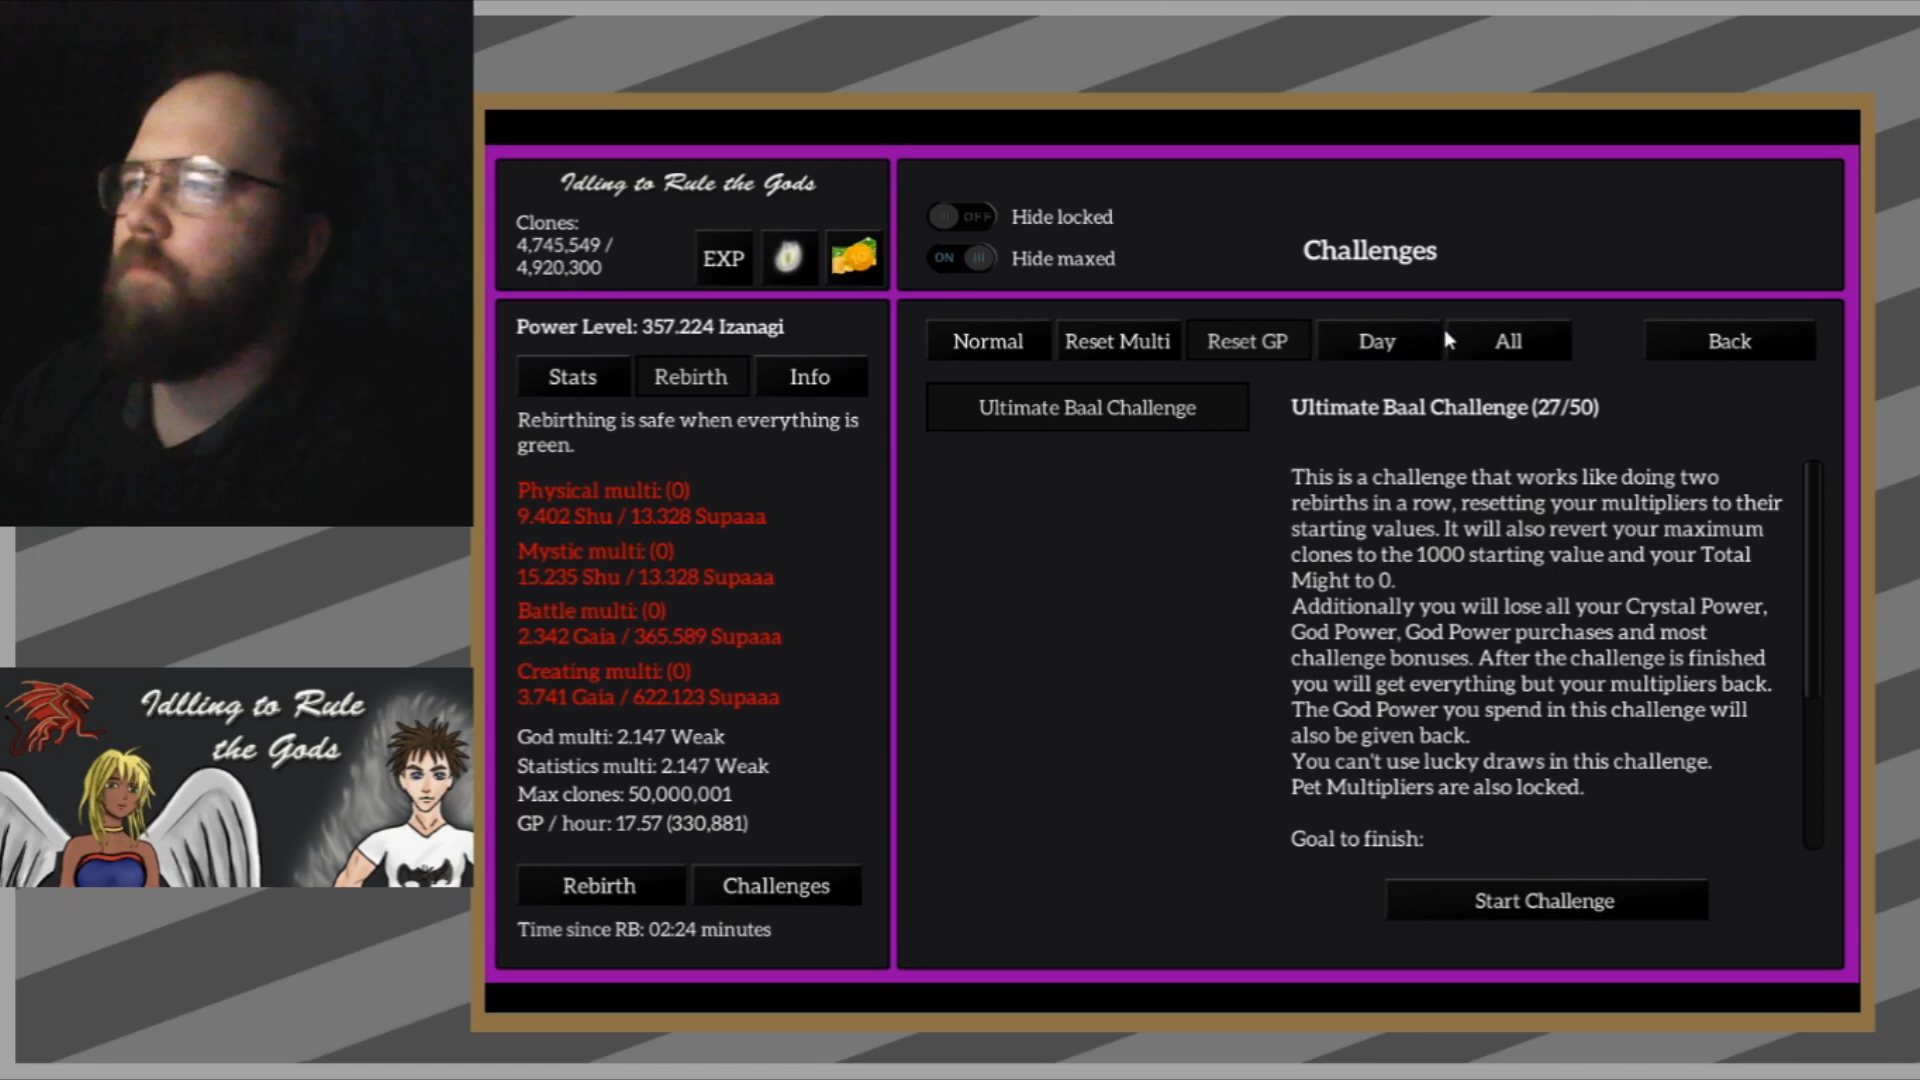 Idling to Rule the Gods
Clones:
4,745,549 /
4,920,300
EXP
OFF
Hide locked
ON
Hide maxed
Challenges
Power Level: 357.224 Izanagi
Stats
Rebirth
Info
Rebirthing is safe when everything is
green.
Physical multi: (0)
9.402 Shu / 13.328 Supaaa
Mystic multi: (0)
15.235 Shu / 13.328 Supaaa
Battle multi: (0)
2.342 Gaia / 365.589 Supaaa
Creating multi: (0)
3.741 Gaia / 622.123 Supaaa
God multi: 2.147 Weak
Statistics multi: 2.147 Weak
Max clones: 50,000,001
GP / hour: 17.57 (330,881)
Rebirth
Challenges
Time since RB: 02:24 minutes
Normal
Reset Multi
Reset GP
Day
All
Back
Ultimate Baal Challenge
Ultimate Baal Challenge (27/50)
This is a challenge that works like doing two
rebirths in a row, resetting your multipliers to their
starting values. It will also revert your maximum
clones to the 1000 starting value and your Total
Might to 0.
Additionally you will lose all your Crystal Power,
God Power, God Power purchases and most
challenge bonuses. After the challenge is finished
you will get everything but your multipliers back.
The God Power you spend in this challenge will
also be given back.
You can't use lucky draws in this challenge.
Pet Multipliers are also locked.
Goal to finish:
Start Challenge
Idlling to Rule
the Gods